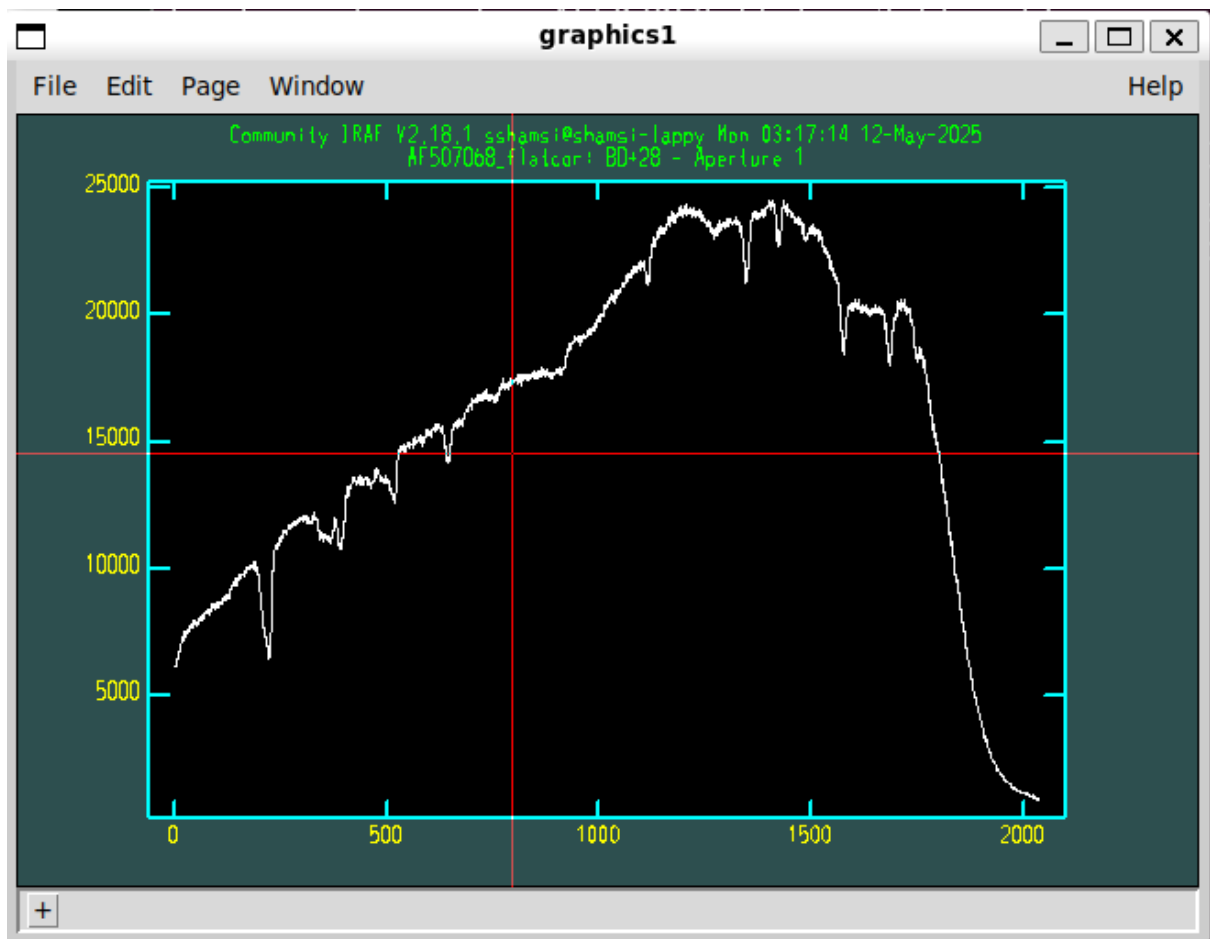 graphics1
File Edit Page Window Help
Community IRAF V2.18.1 sshamsi@shamsi-lappy Mon 03:17:14 12-May-2025
AF507068_flatcor: BD+28 - Aperture 1
25000
20000
15000
10000
5000
0 500 1000 1500 2000
+